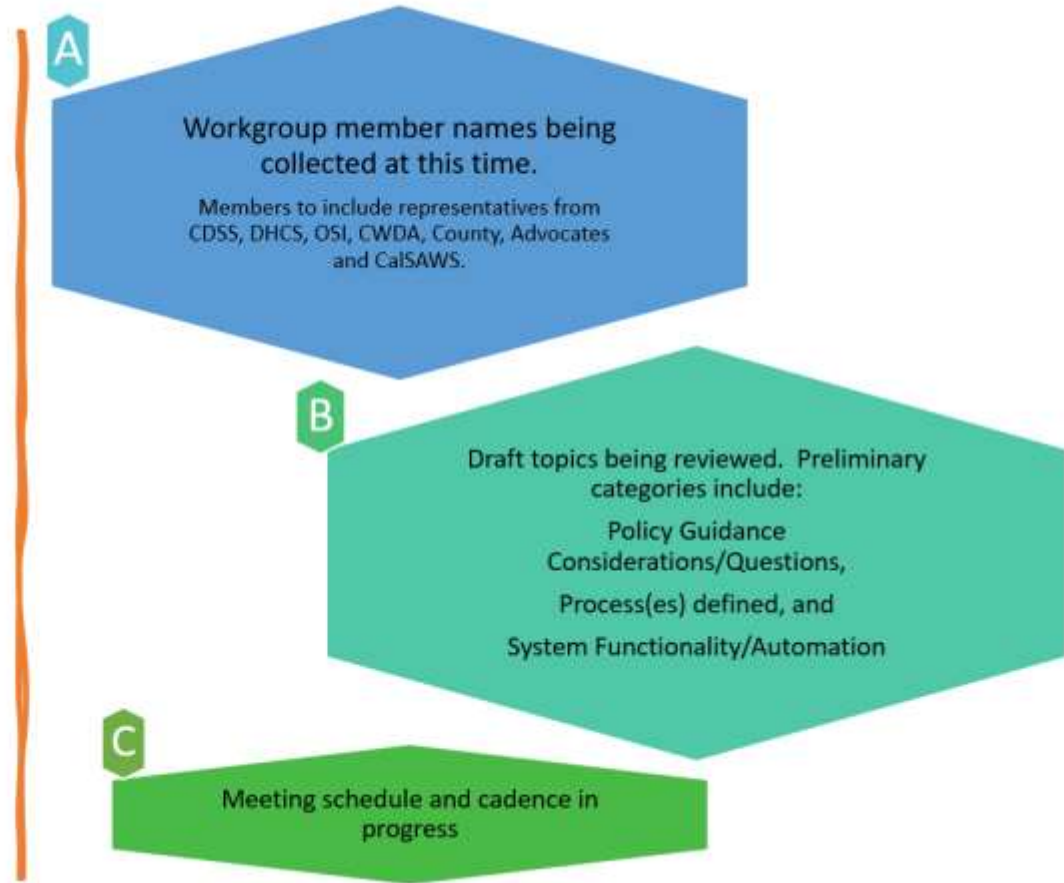 A
Workgroup member names being
collected at this time.
Members to include representatives from
CDSS, DHCS, OSI, CWDA, County, Advocates
and CalSAWS.
B
Draft topics being reviewed.  Preliminary
categories include:
Policy Guidance
Considerations/Questions,
Process(es) defined, and
System Functionality/Automation
C
Meeting schedule and cadence in
progress